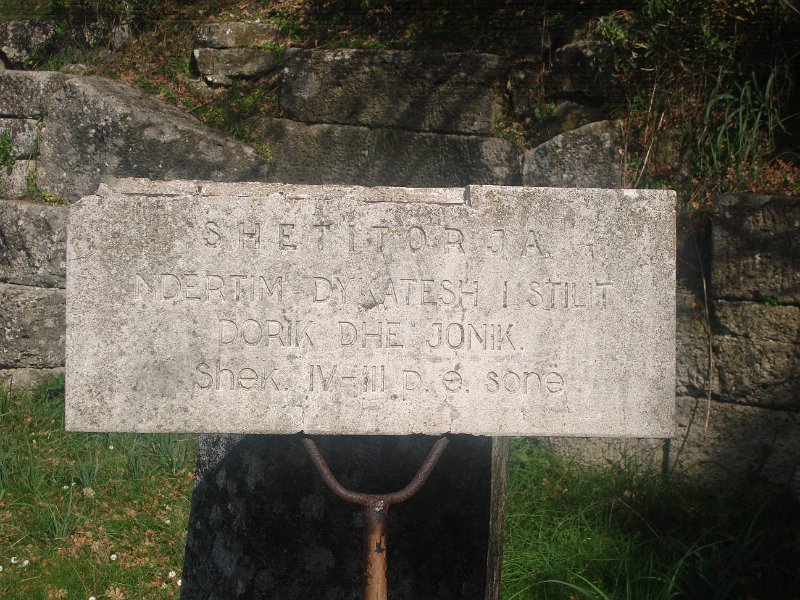 SHETITORJA
NDERTIM DYKATESH I STILIT
DORIK DHE JONIK.
Shek. IV-III p. e. sonë